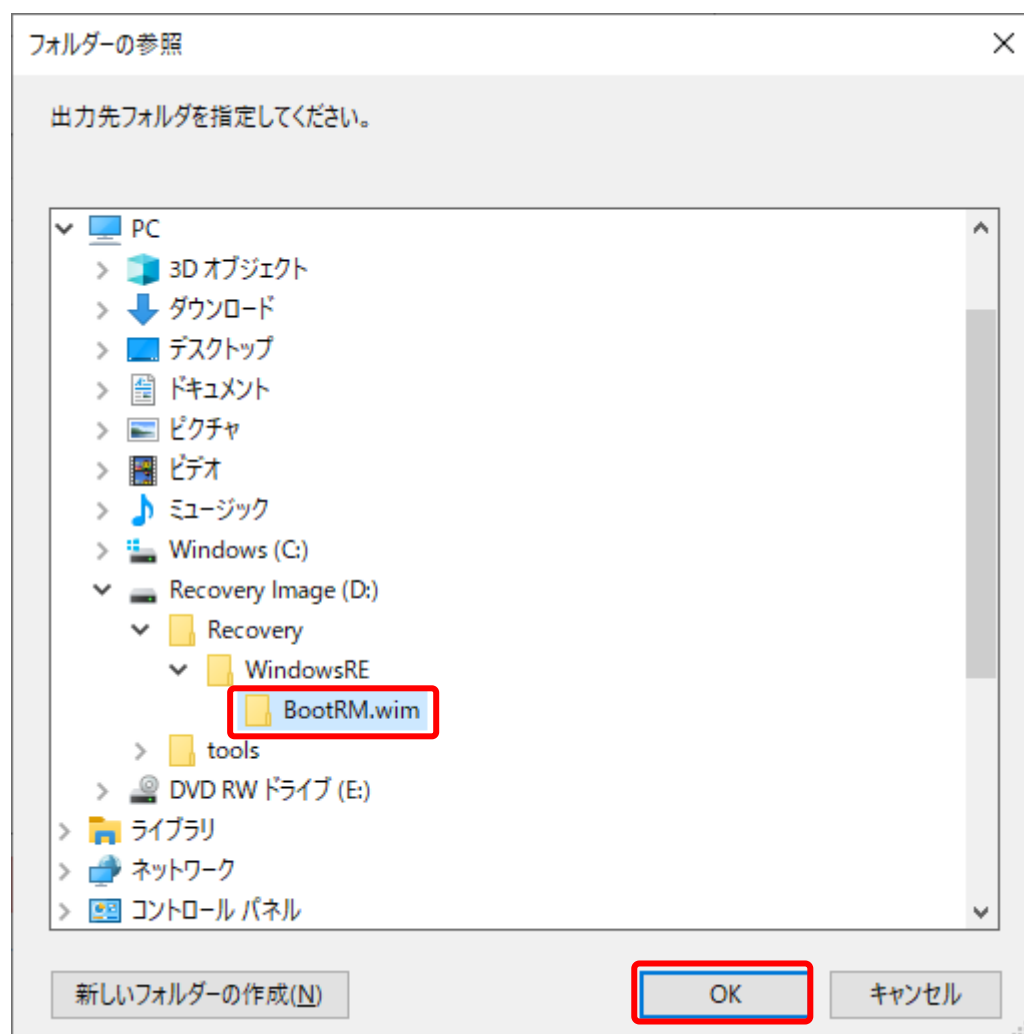 フォルダーの参照
出力先フォルダを指定してください。
PC
3D オブジェクト
ダウンロード
デスクトップ
ドキュメント
ピクチャ
ビデオ
ミュージック
Windows (C:)
Recovery Image (D:)
Recovery
WindowsRE
BootRM.wim
tools
DVD RW ドライブ (E:)
ライブラリ
ネットワーク
コントロール パネル
新しいフォルダーの作成(N) OK キャンセル